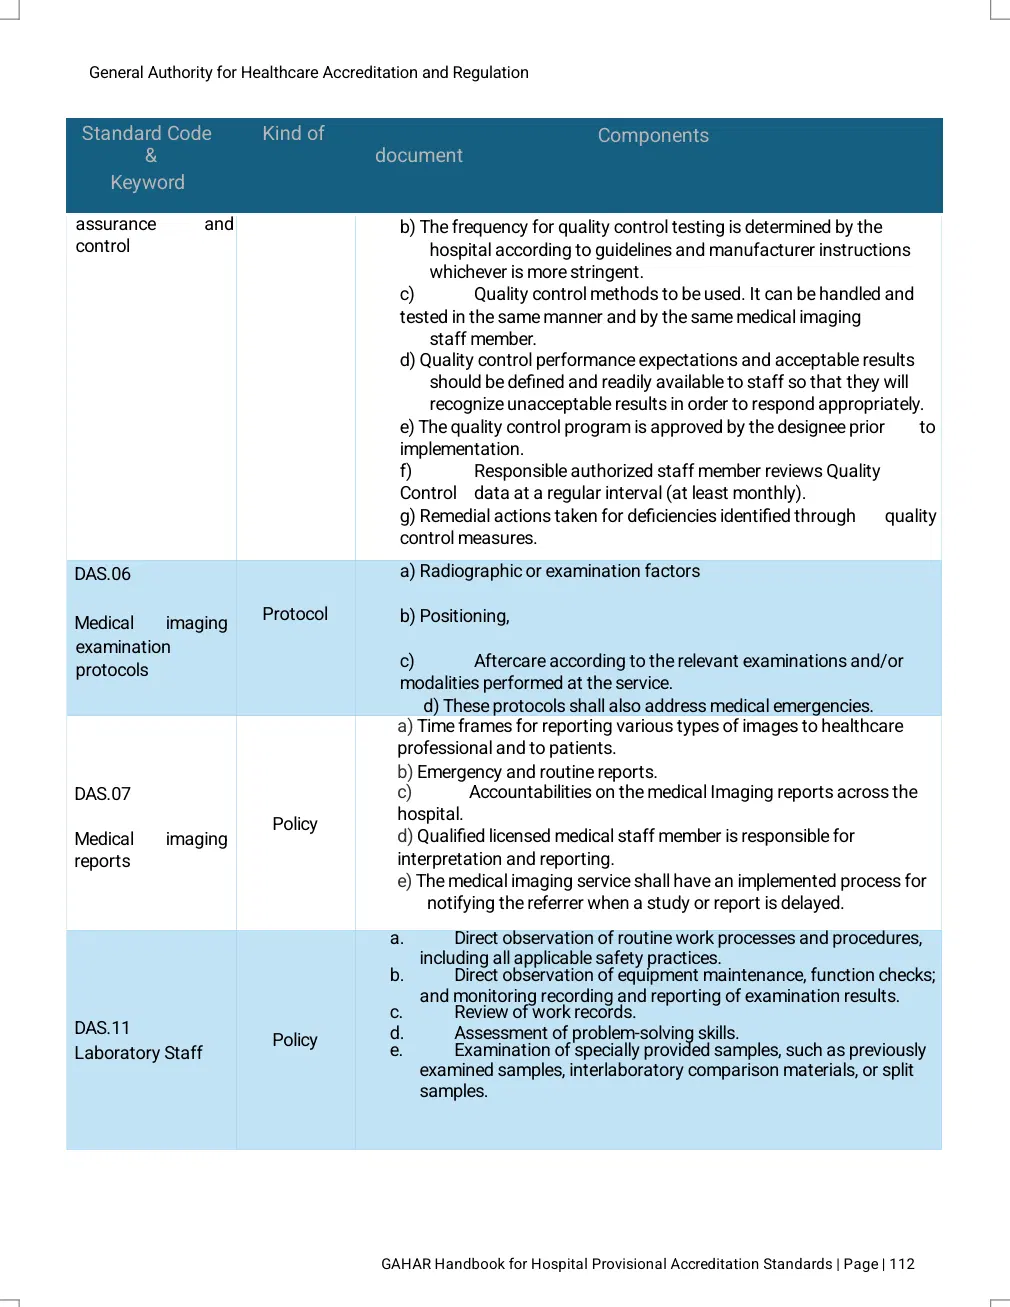 General Authority for Healthcare Accreditation and Regulation
Standard Code
&
Keyword
Kind of
document
Components
assurance and
control
b) The frequency for quality control testing is determined by the
hospital according to guidelines and manufacturer instructions
whichever is more stringent.
c) Quality control methods to be used. It can be handled and
tested in the same manner and by the same medical imaging
staff member.
d) Quality control performance expectations and acceptable results
should be defined and readily available to staff so that they will
recognize unacceptable results in order to respond appropriately.
e) The quality control program is approved by the designee prior to
implementation.
f) Responsible authorized staff member reviews Quality
Control data at a regular interval (at least monthly).
g) Remedial actions taken for deficiencies identified through quality
control measures.
DAS.06
Medical imaging
examination
protocols
Protocol
a) Radiographic or examination factors
b) Positioning,
c) Aftercare according to the relevant examinations and/or
modalities performed at the service.
d) These protocols shall also address medical emergencies.
DAS.07
Medical imaging
reports
Policy
a) Time frames for reporting various types of images to healthcare
professional and to patients.
b) Emergency and routine reports.
c) Accountabilities on the medical Imaging reports across the
hospital.
d) Qualified licensed medical staff member is responsible for
interpretation and reporting.
e) The medical imaging service shall have an implemented process for
notifying the referrer when a study or report is delayed.
DAS.11
Laboratory Staff
Policy
a. Direct observation of routine work processes and procedures,
including all applicable safety practices.
b. Direct observation of equipment maintenance, function checks;
and monitoring recording and reporting of examination results.
c. Review of work records.
d. Assessment of problem-solving skills.
e. Examination of specially provided samples, such as previously
examined samples, interlaboratory comparison materials, or split
samples.
GAHAR Handbook for Hospital Provisional Accreditation Standards | Page | 112